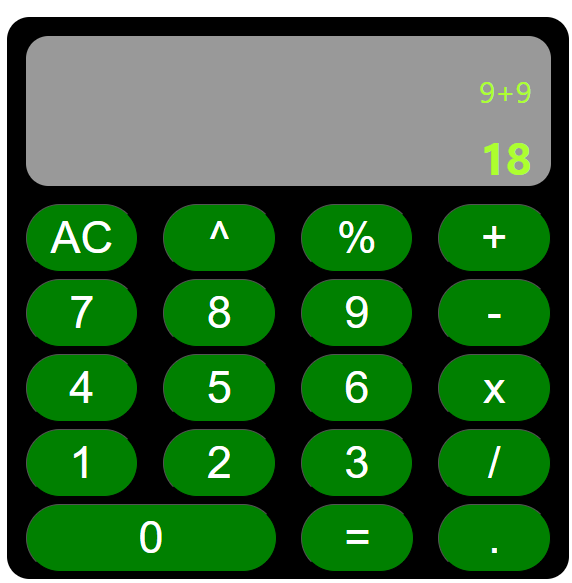 9+9
18
AC ^ % +
7 8 9 -
4 5 6 x
1 2 3 /
0 = .